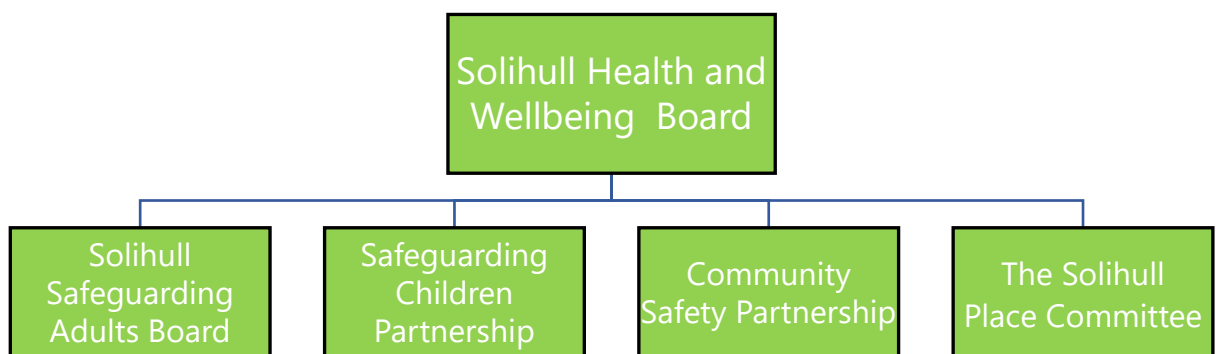 Solihull Health and
Wellbeing Board
Solihull
Safeguarding
Adults Board
Safeguarding
Children
Partnership
Community
Safety Partnership
The Solihull
Place Committee